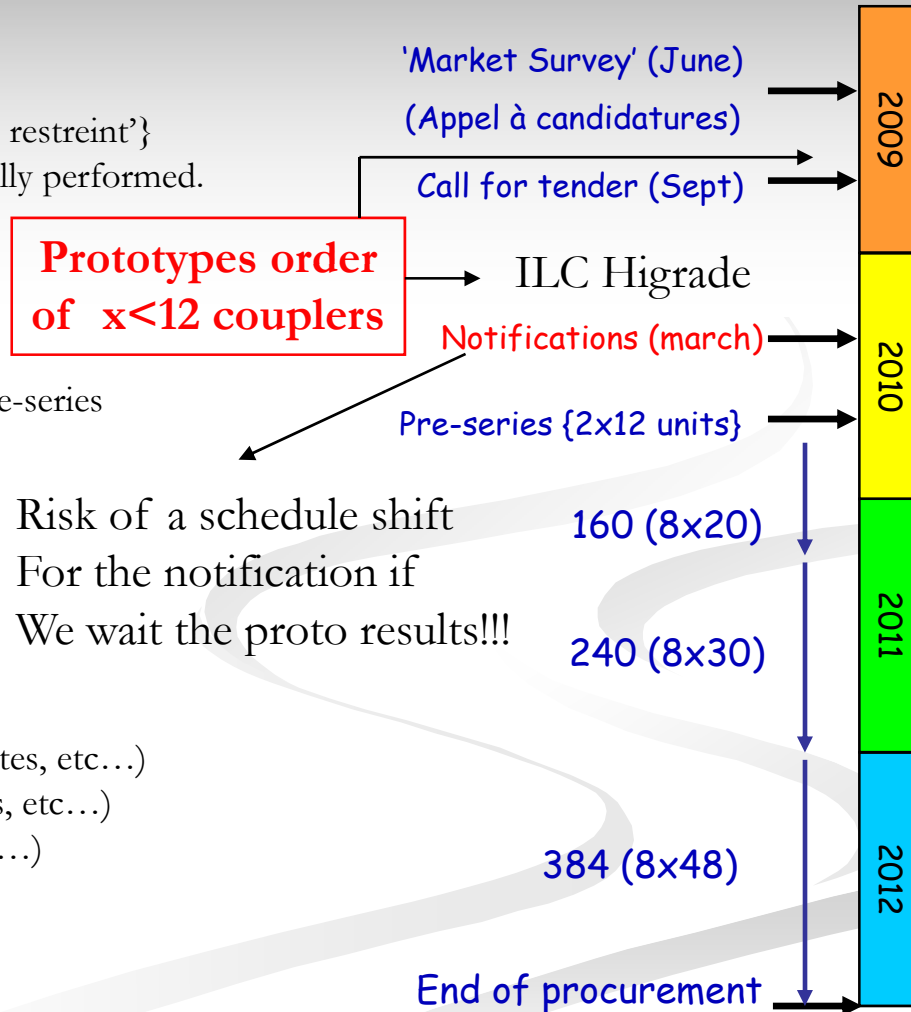 'Market Survey' (June)
(Appel à candidatures)
restreint'}
lly performed.
Call for tender (Sept)
2009
Prototypes order
of x<12 couplers
ILC Higrade
Notifications (march)
e-series
Pre-series {2x12 units}
2010
Risk of a schedule shift
For the notification if
We wait the proto results!!!
160 (8x20)
240 (8x30)
2011
tes, etc…)
s, etc…)
…)
384 (8x48)
2012
End of procurement